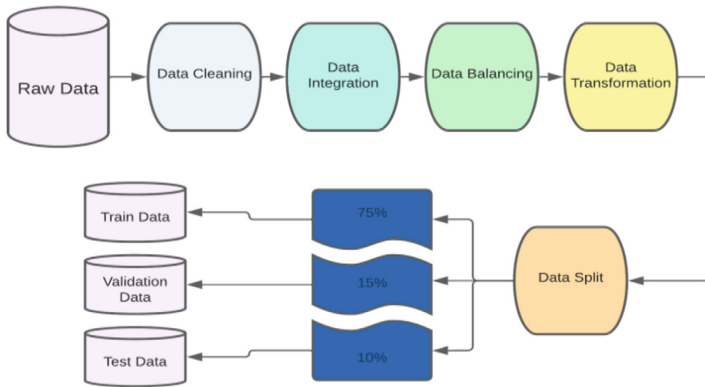 Raw Data
Data Cleaning
Data
Integration
Data Balancing
Data
Transformation
Train Data
75%
Validation
Data
15%
Data Split
Test Data
10%